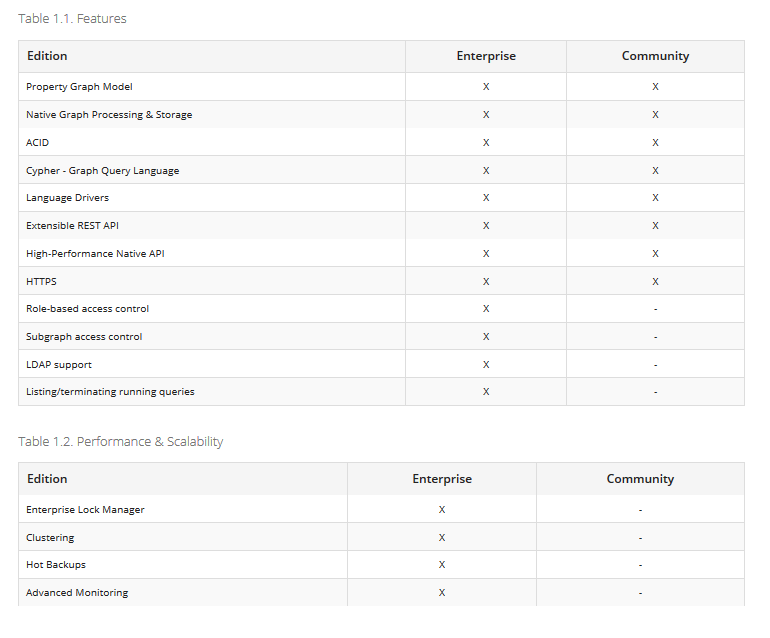 Table 1.1. Features
Edition Enterprise Community
Property Graph Model X X
Native Graph Processing & Storage X X
ACID X X
Cypher - Graph Query Language X X
Language Drivers X X
Extensible REST API X X
High-Performance Native API X X
HTTPS X X
Role-based access control X -
Subgraph access control X -
LDAP support X -
Listing/terminating running queries X -
Table 1.2. Performance & Scalability
Edition Enterprise Community
Enterprise Lock Manager X -
Clustering X -
Hot Backups X -
Advanced Monitoring X -